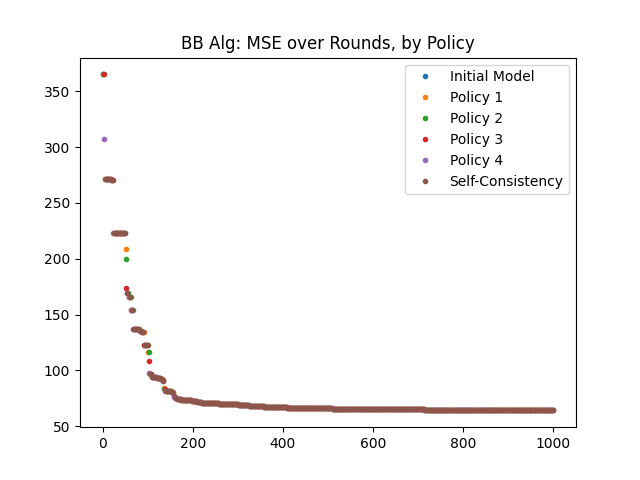 BB Alg: MSE over Rounds, by Policy
Initial Model
Policy 1
Policy 2
Policy 3
Policy 4
Self-Consistency
350
300
250
200
150
100
50
0
200
400
600
800
1000